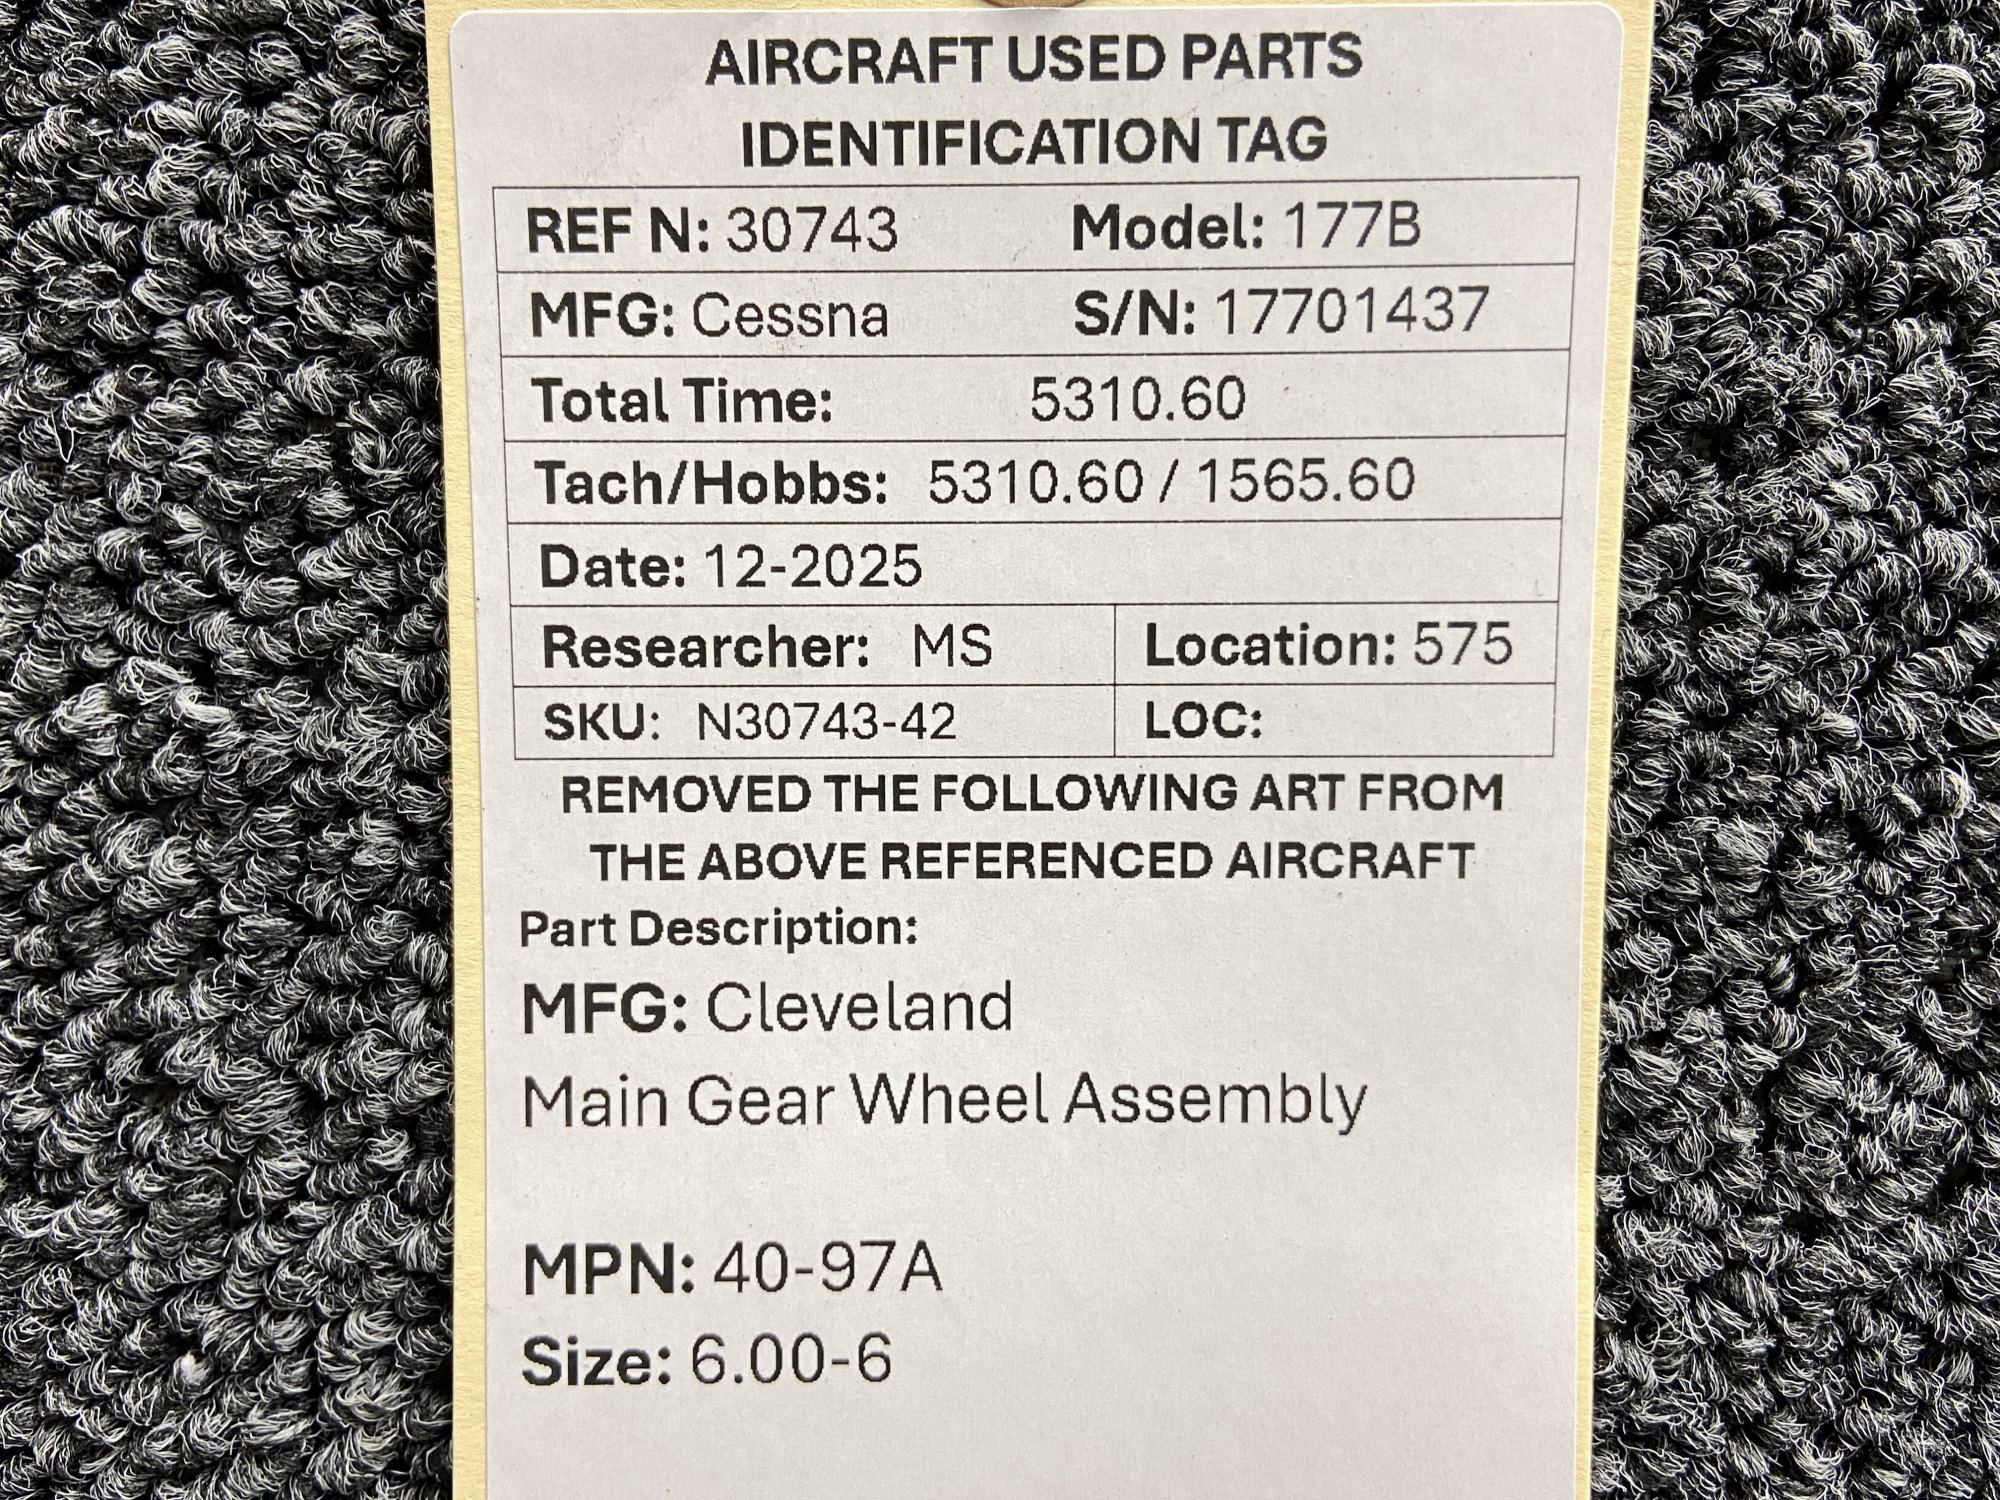 AIRCRAFT USED PARTS
IDENTIFICATION TAG
REF N: 30743 Model: 177B
MFG: Cessna S/N: 17701437
Total Time: 5310.60
Tach/Hobbs: 5310.60 / 1565.60
Date: 12-2025
Researcher: MS Location: 575
SKU: N30743-42 LOC:
REMOVED THE FOLLOWING ART FROM
THE ABOVE REFERENCED AIRCRAFT
Part Description:
MFG: Cleveland
Main Gear Wheel Assembly
MPN: 40-97A
Size: 6.00-6